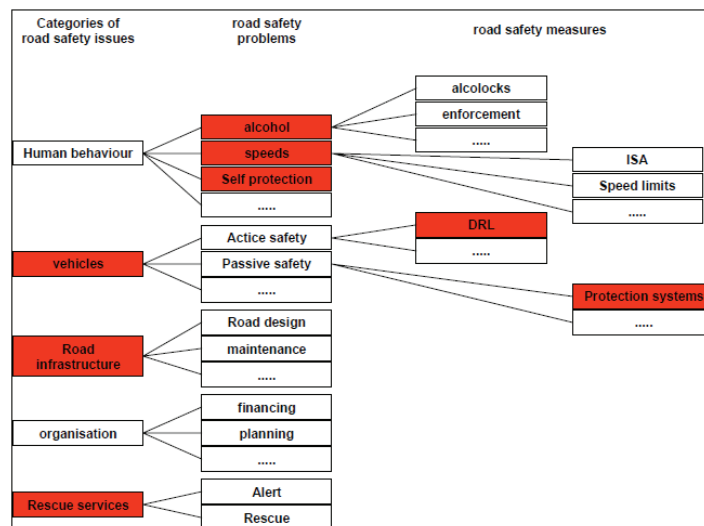 Categories of
road safety issues
road safety
problems
road safety measures
alcolocks
alcohol
enforcement
Human behaviour
speeds
.....
ISA
Self protection
Speed limits
.....
.....
Actice safety
DRL
vehicles
Passive safety
.....
.....
Protection systems
.....
Road design
Road
infrastructure
maintenance
.....
financing
organisation
planning
.....
Alert
Rescue services
Rescue